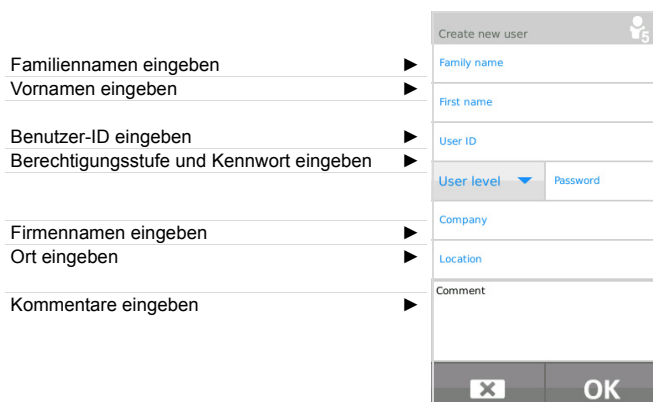 Create new user
5
Familiennamen eingeben ► Family name
Vornamen eingeben ►
First name
Benutzer-ID eingeben ► User ID
Berechtigungsstufe und Kennwort eingeben ►
User level Password
Company
Firmennamen eingeben ►
Ort eingeben ► Location
Comment
Kommentare eingeben ►
OK